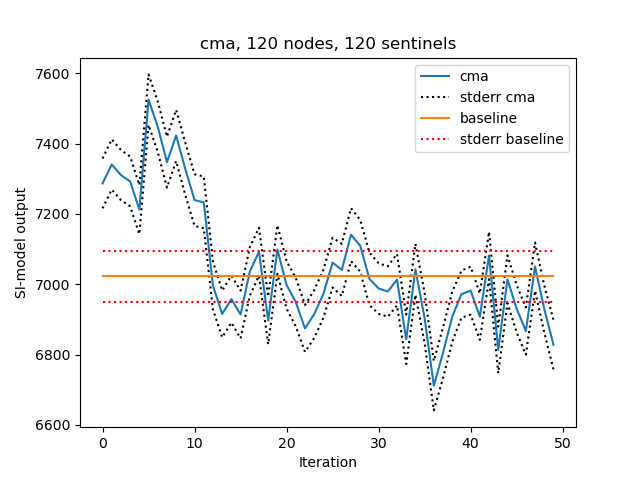 cma, 120 nodes, 120 sentinels
7600
7400
7200
7000
6800
6600
SI-model output
cma
stderr cma
baseline
stderr baseline
0 10 20 30 40 50
Iteration